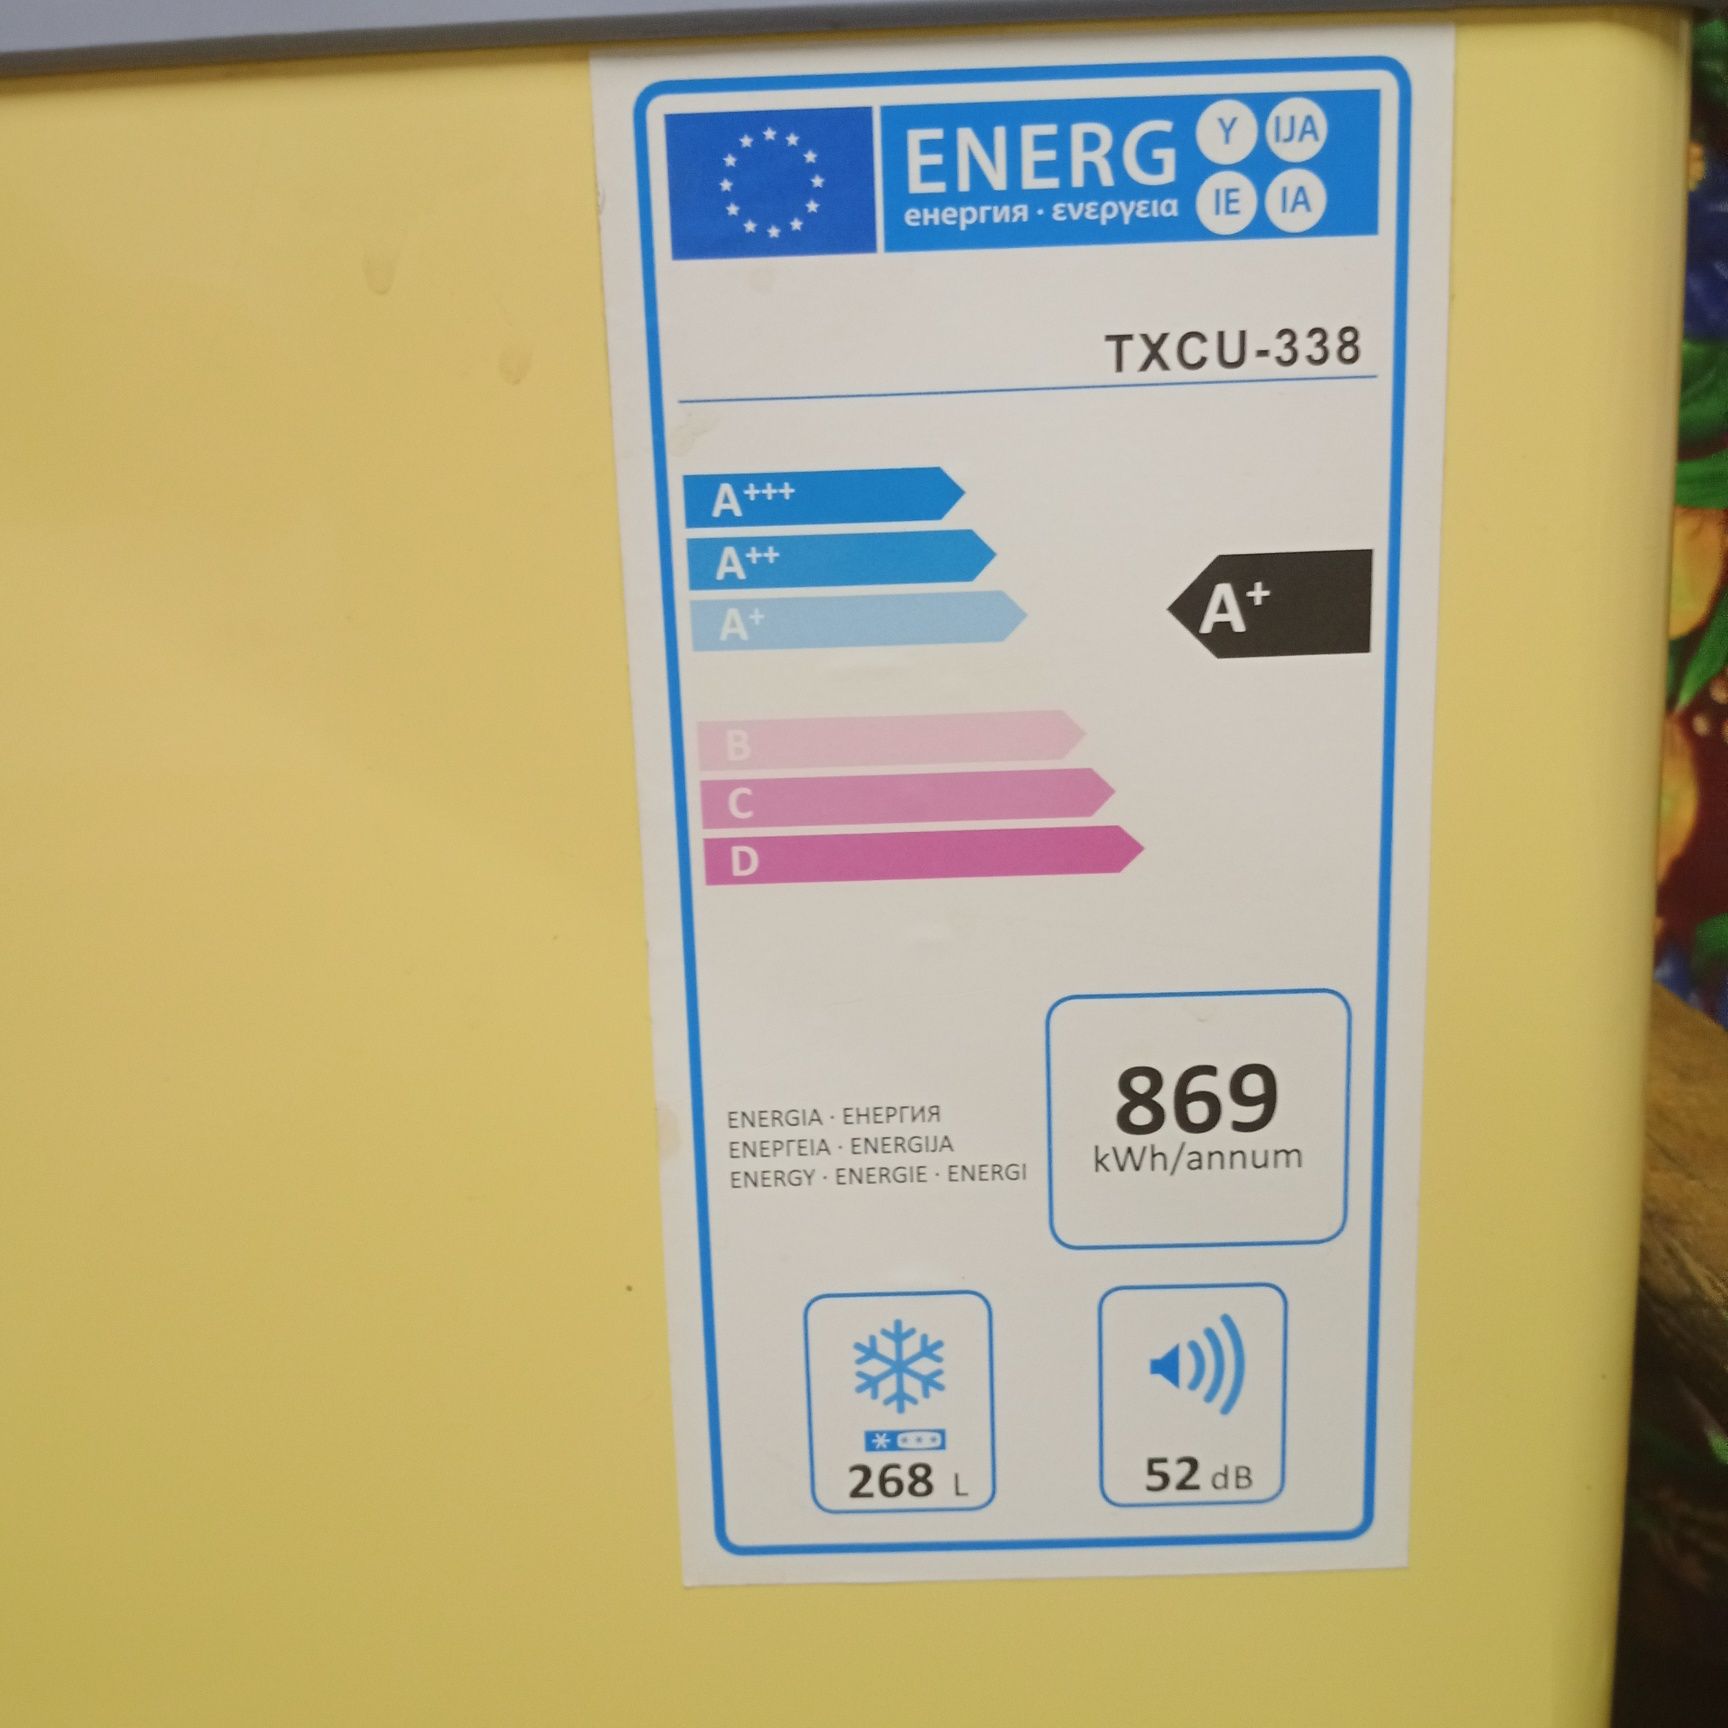 ENERG Y IJA
енергия · ενεργεια IE IA
TXCU-338
A+++
A++
A+
A+
B
C
D
869
kWh/annum
ENERGIA · ЕНЕРГИЯ
ΕΝΕΡΓΕΙΑ · ENERGIJA
ENERGY · ENERGIE · ENERGI
268 L
52 dB